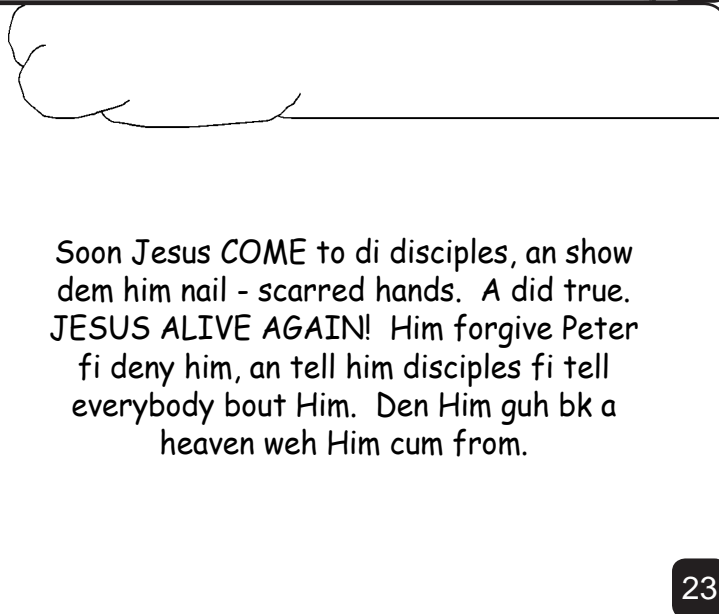 Soon Jesus COME to di disciples, an show
dem him nail - scarred hands.  A did true.
JESUS ALIVE AGAIN!  Him forgive Peter
fi deny him, an tell him disciples fi tell
everybody bout Him.  Den Him guh bk a
heaven weh Him cum from.
23